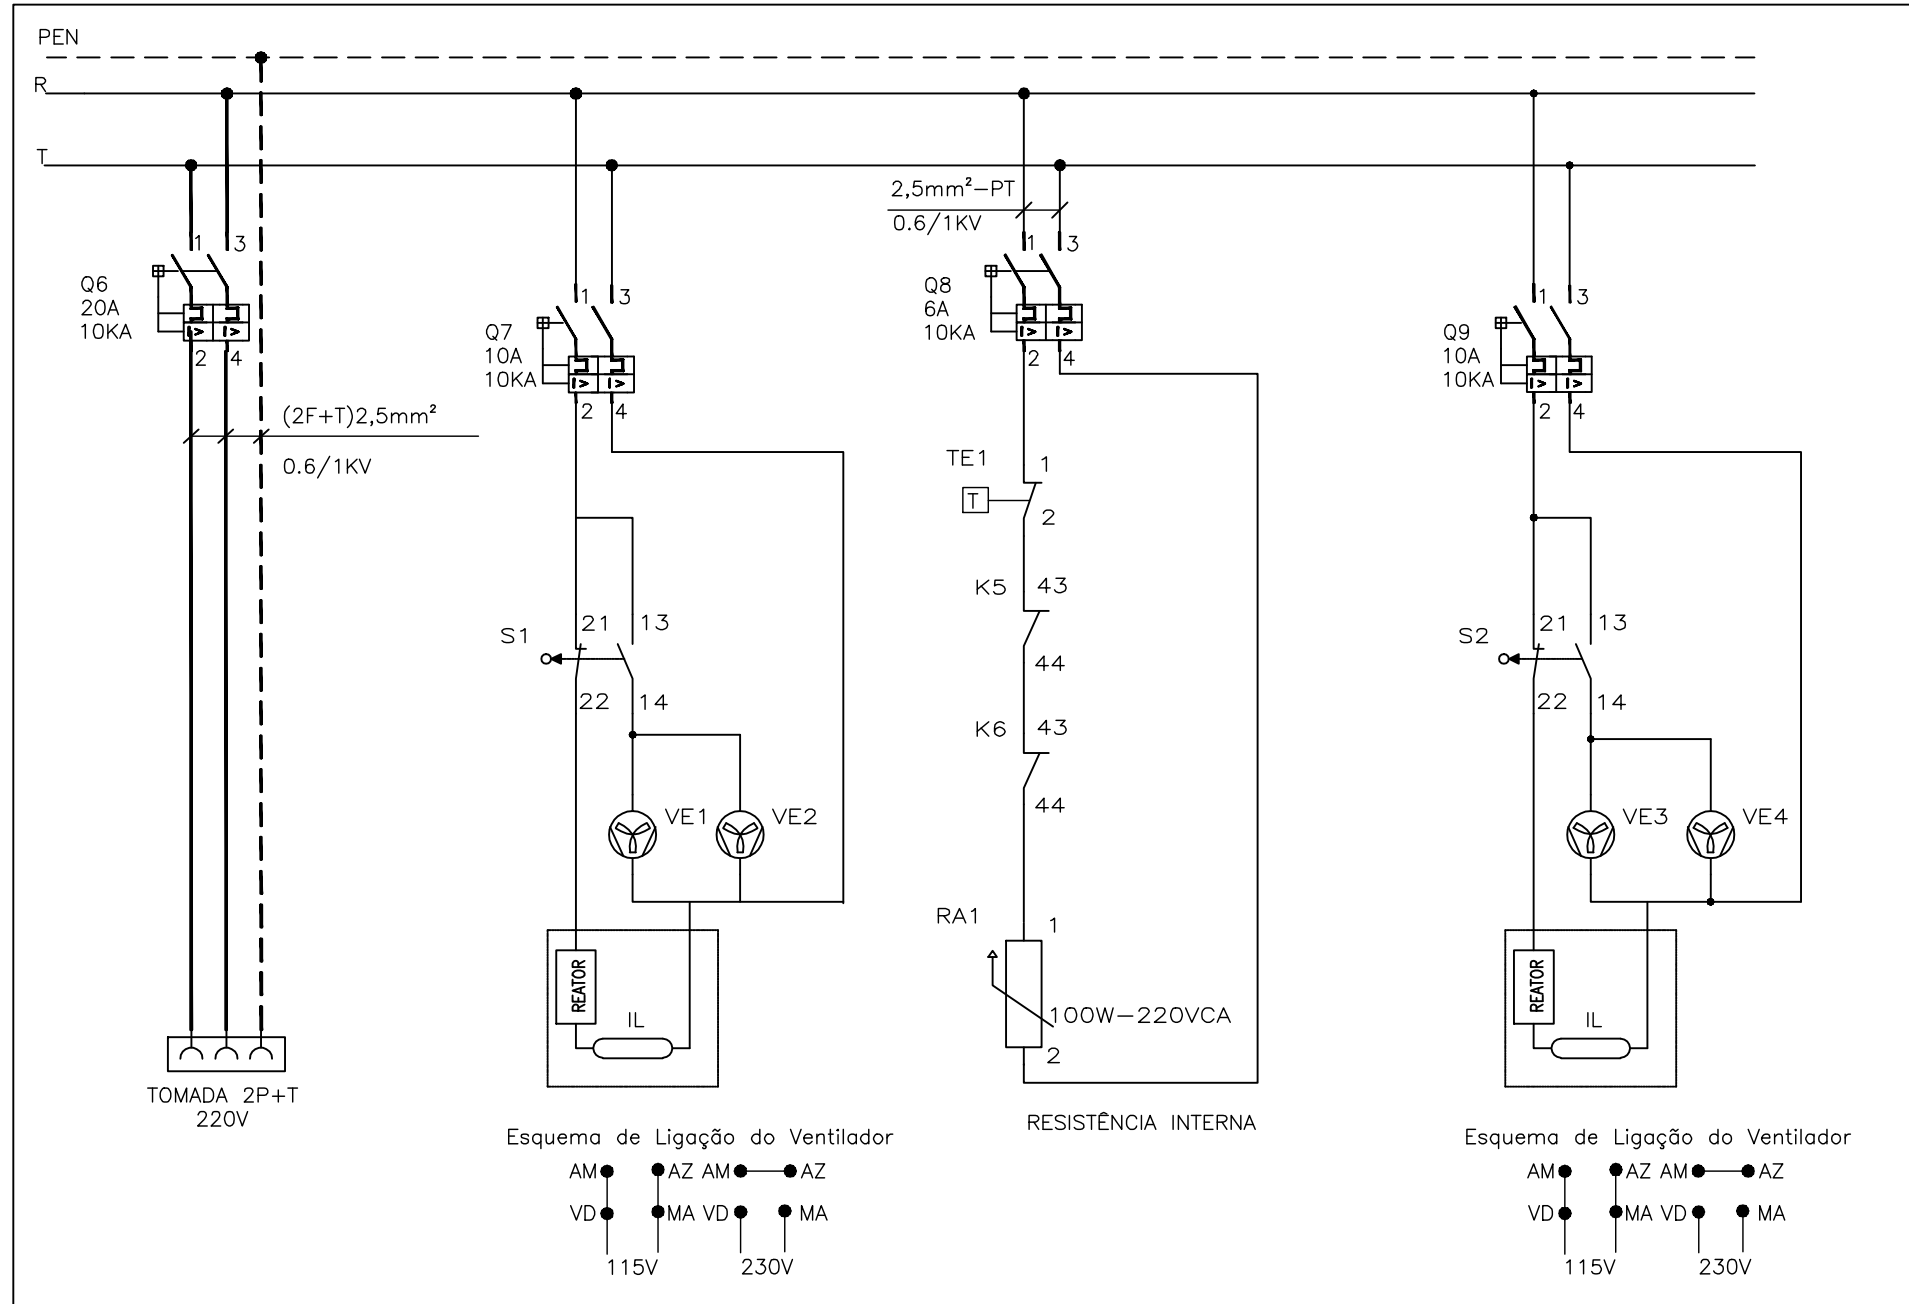 PEN
R
T
1 3
Q6
20A
10KA
I> I>
2 4
(2F+T)2,5mm²
0.6/1KV
TOMADA 2P+T
220V
1 3
Q7
10A
10KA
I> I>
2 4
S1
21 13
22 14
VE1 VE2
REATOR
IL
Esquema de Ligação do Ventilador
AM AZ AM AZ
VD MA VD MA
115V 230V
2,5mm²-PT
0.6/1KV
1 3
Q8
6A
10KA
I> I>
2 4
TE1 1
T
2
K5 43
44
K6 43
44
RA1 1
100W-220VCA
2
RESISTÊNCIA INTERNA
1 3
Q9
10A
10KA
I> I>
2 4
S2
21 13
22 14
VE3 VE4
REATOR
IL
Esquema de Ligação do Ventilador
AM AZ AM AZ
VD MA VD MA
115V 230V